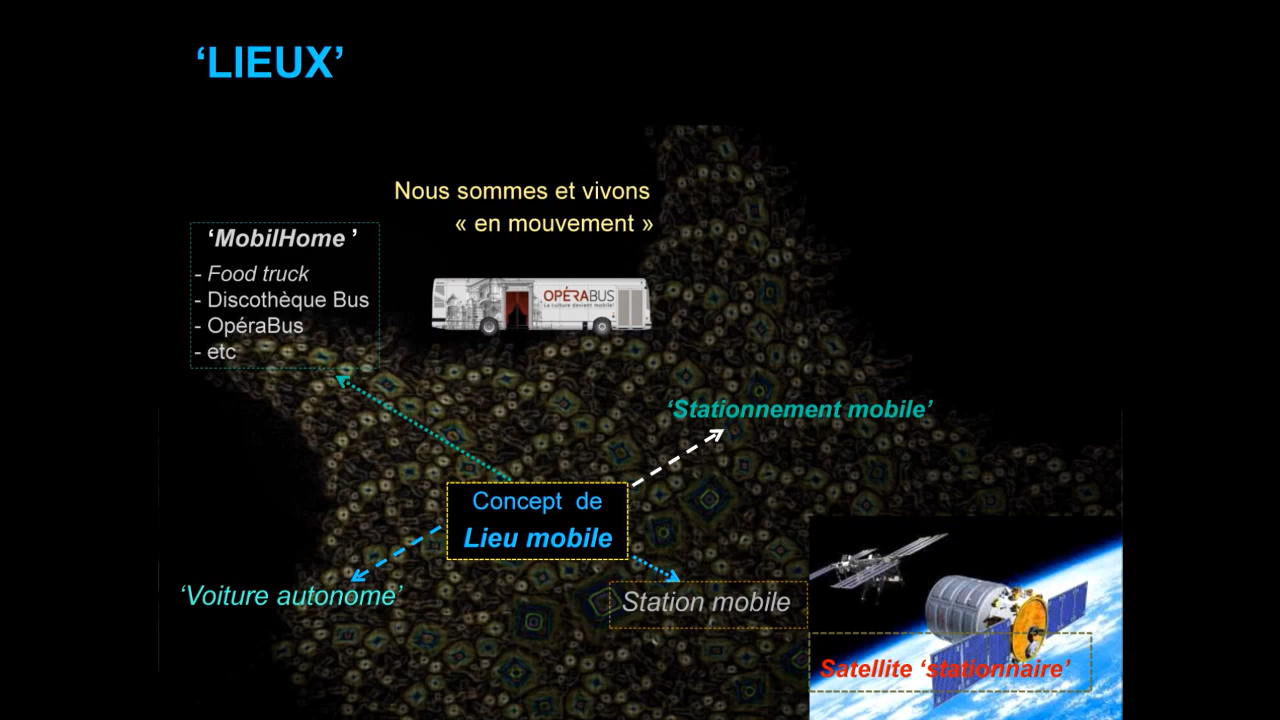 ‘LIEUX’
Nous sommes et vivons
« en mouvement »
‘MobilHome ’
- Food truck
- Discothèque Bus
- OpéraBus
- etc
OPÉRABUS
La culture devient mobile!
‘Stationnement mobile’
Concept de
Lieu mobile
‘Voiture autonome’
Station mobile
Satellite ‘stationnaire’